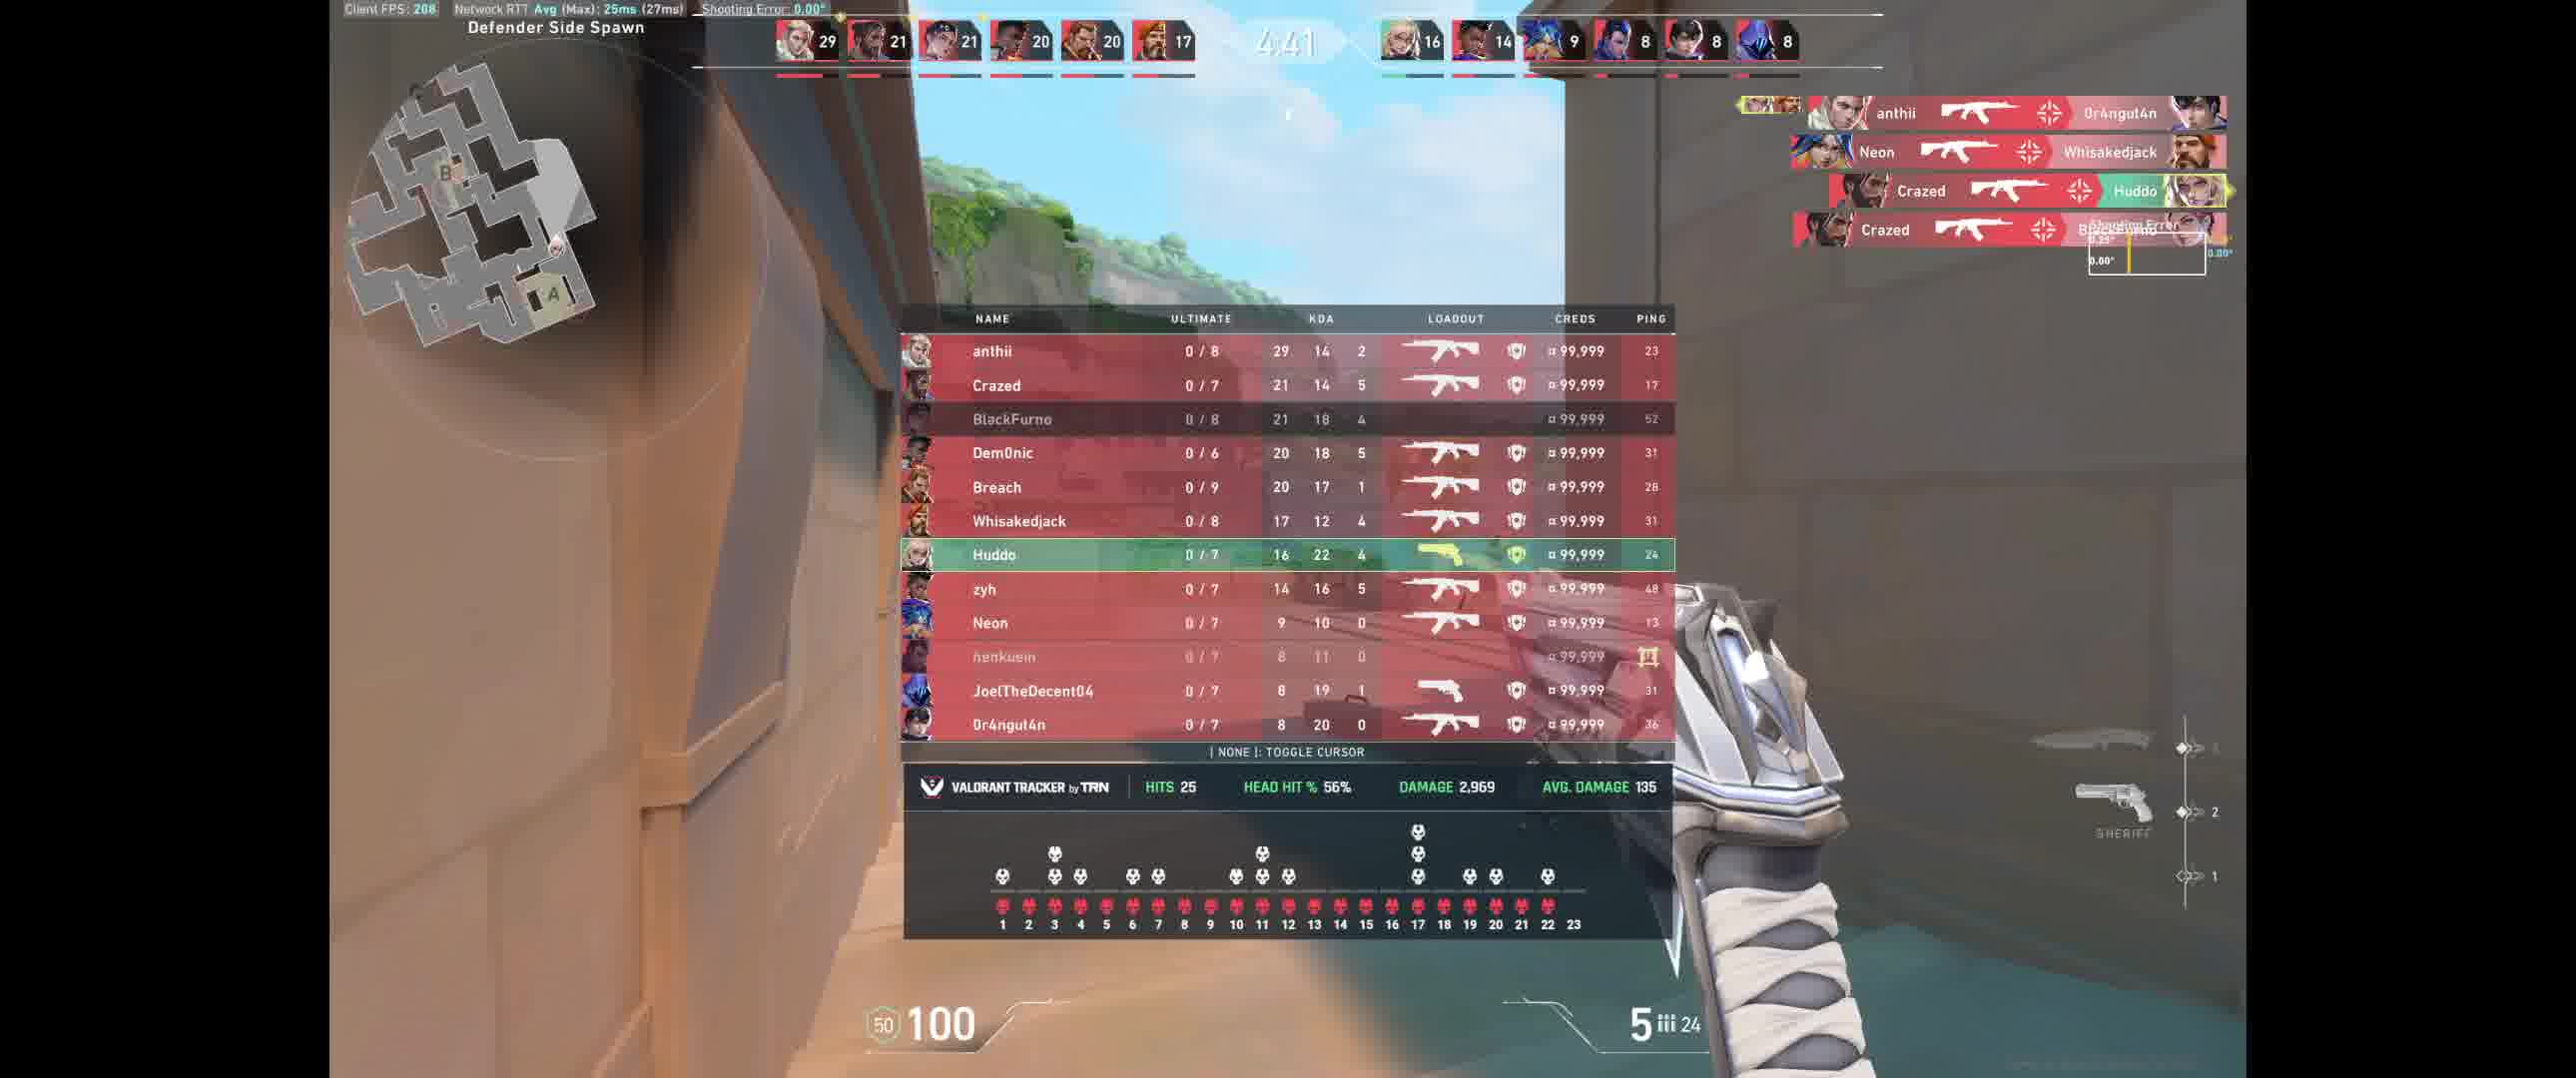 Client FPS: 208 Network RTT Avg (Max): 25ms (27ms) Shooting Error: 0.00°
Defender Side Spawn
29 21 21 20 20 17 4:41 16 14 9 8 8 8
anthii 0r4ngut4n
Neon Whisakedjack
Crazed Huddo
Crazed BlackFurno
Shooting Error
0.00°
0.00°
B
A
NAME ULTIMATE KDA LOADOUT CREDS PING
anthii 0 / 8 29 14 2 ¤ 99,999 23
Crazed 0 / 7 21 14 5 ¤ 99,999 17
BlackFurno 0 / 8 21 18 4 ¤ 99,999 52
Dem0nic 0 / 6 20 18 5 ¤ 99,999 31
Breach 0 / 9 20 17 1 ¤ 99,999 28
Whisakedjack 0 / 8 17 12 4 ¤ 99,999 31
Huddo 0 / 7 16 22 4 ¤ 99,999 24
zyh 0 / 7 14 16 5 ¤ 99,999 48
Neon 0 / 7 9 10 0 ¤ 99,999 13
0 / 7 8 11 0 ¤ 99,999
JoelTheDecent04 0 / 7 8 19 1 ¤ 99,999 31
0r4ngut4n 0 / 7 8 20 0 ¤ 99,999 36
[ NONE ]: TOGGLE CURSOR
VALORANT TRACKER by TRN HITS 25 HEAD HIT % 56% DAMAGE 2,969 AVG. DAMAGE 135
1 2 3 4 5 6 7 8 9 10 11 12 13 14 15 16 17 18 19 20 21 22 23
2
SHERIFF
1
50 100 5 24